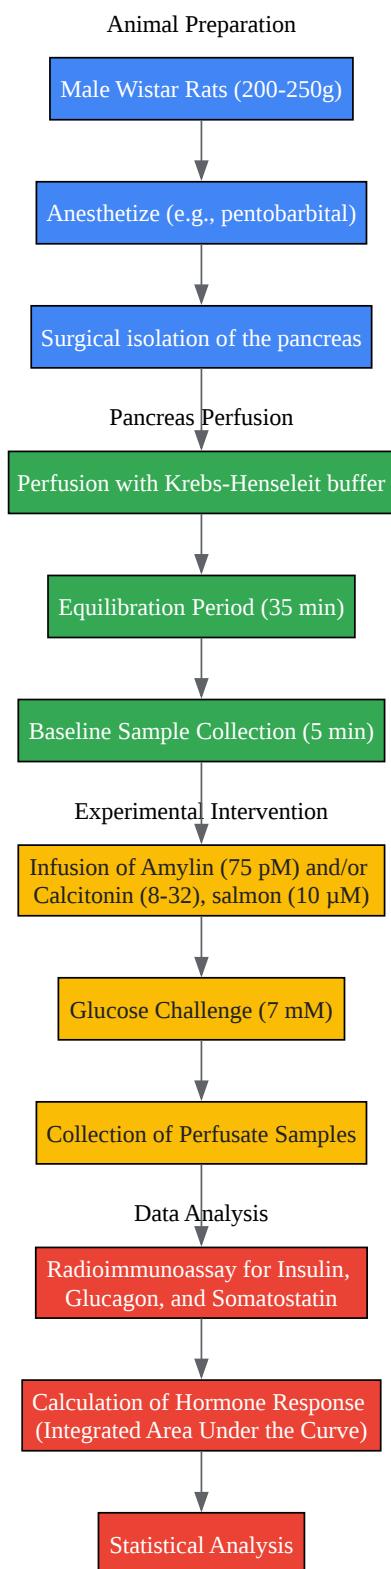 Animal Preparation
Male Wistar Rats (200-250g)
Anesthetize (e.g., pentobarbital)
Surgical isolation of the pancreas
Pancreas Perfusion
Perfusion with Krebs-Henseleit buffer
Equilibration Period (35 min)
Baseline Sample Collection (5 min)
Experimental Intervention
Infusion of Amylin (75 pM) and/or
Calcitonin (8-32), salmon (10 µM)
Glucose Challenge (7 mM)
Collection of Perfusate Samples
Data Analysis
Radioimmunoassay for Insulin,
Glucagon, and Somatostatin
Calculation of Hormone Response
(Integrated Area Under the Curve)
Statistical Analysis